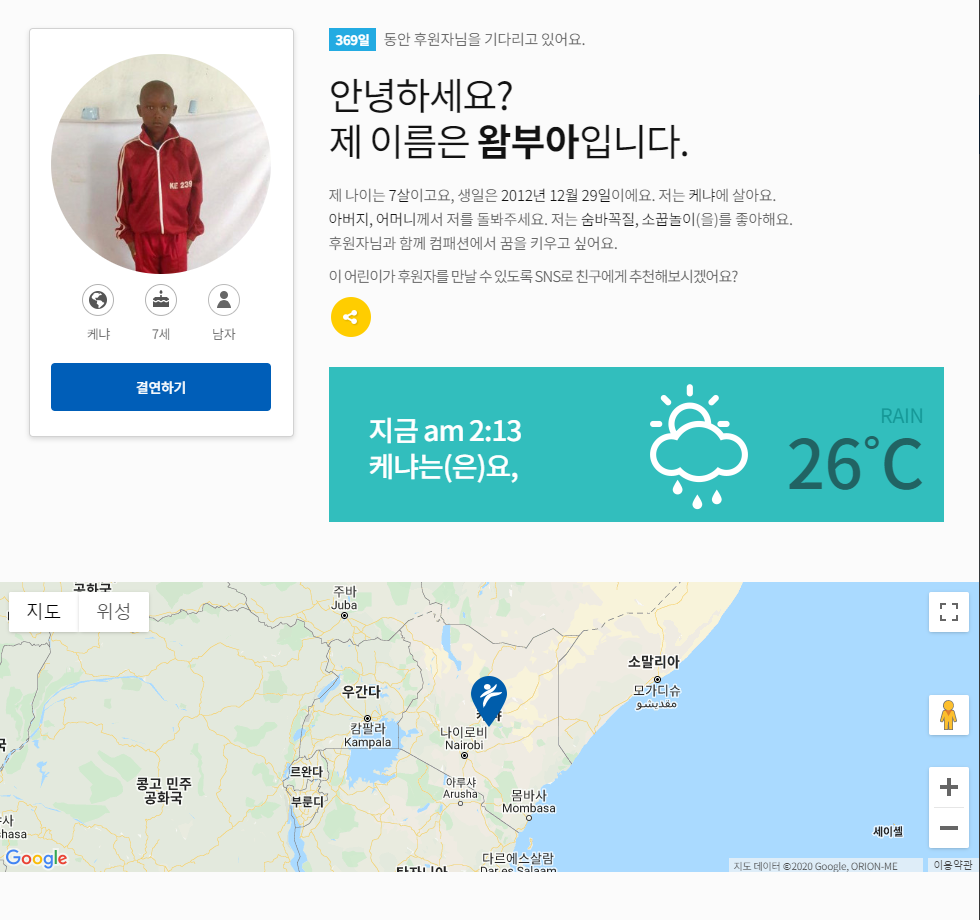 369일 동안 후원자님을 기다리고 있어요.
안녕하세요?
제 이름은 왐부아입니다.
제 나이는 7살이고요, 생일은 2012년 12월 29일이에요. 저는 케냐에 살아요.
아버지, 어머니께서 저를 돌봐주세요. 저는 숨바꼭질, 소꿉놀이(을)를 좋아해요.
후원자님과 함께 컴패션에서 꿈을 키우고 싶어요.
이 어린이가 후원자를 만날 수 있도록 SNS로 친구에게 추천해보시겠어요?
KE 239
케냐
7세
남자
결연하기
지금 am 2:13
케냐는(은)요,
RAIN
26°C
지도
위성
공화국
주바
Juba
소말리아
모가디슈
مقديشو
우간다
캄팔라
Kampala
케냐
나이로비
Nairobi
르완다
부룬디
콩고 민주
공화국
아루샤
Arusha
몸바사
Mombasa
세이셸
다르에스살람
Dar es Salaam
탄자니아
Google
지도 데이터 ©2020 Google, ORION-ME
이용약관